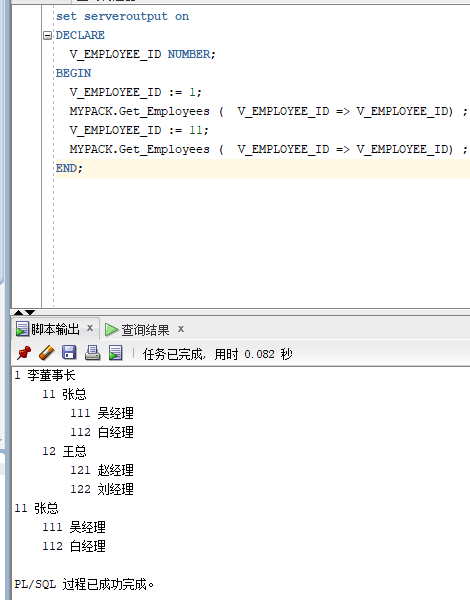 set serveroutput on
DECLARE
  V_EMPLOYEE_ID NUMBER;
BEGIN
  V_EMPLOYEE_ID := 1;
  MYPACK.Get_Employees (  V_EMPLOYEE_ID => V_EMPLOYEE_ID) ;
  V_EMPLOYEE_ID := 11;
  MYPACK.Get_Employees (  V_EMPLOYEE_ID => V_EMPLOYEE_ID) ;
END;
脚本输出 x 查询结果 x
任务已完成, 用时 0.082 秒
1 李董事长
    11 张总
        111 吴经理
        112 白经理
    12 王总
        121 赵经理
        122 刘经理
11 张总
    111 吴经理
    112 白经理
PL/SQL 过程已成功完成。